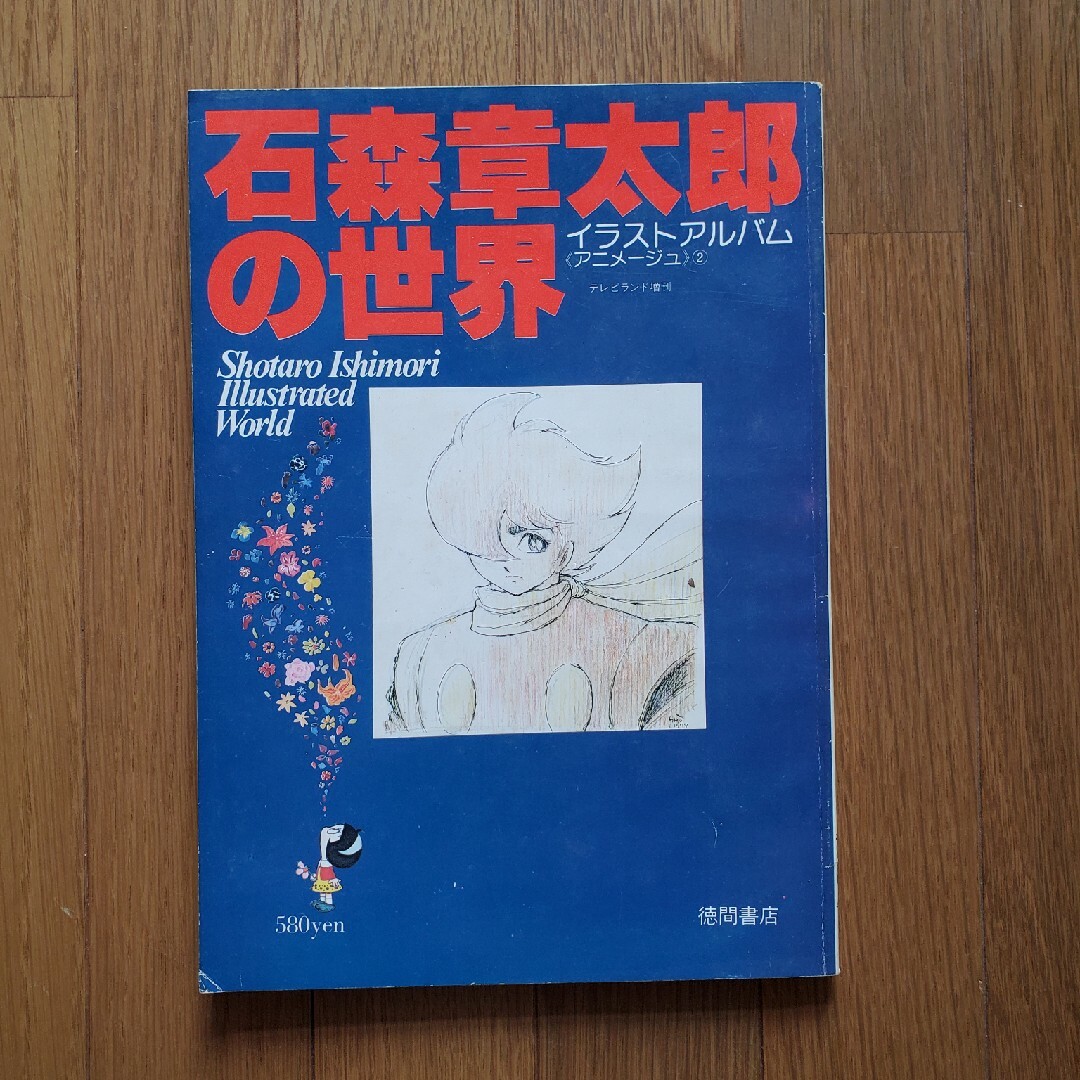 石森章太郎
の世界
イラストアルバム
《アニメージュ》②
テレビランド増刊
Shotaro Ishimori
Illustrated
World
580yen
徳間書店